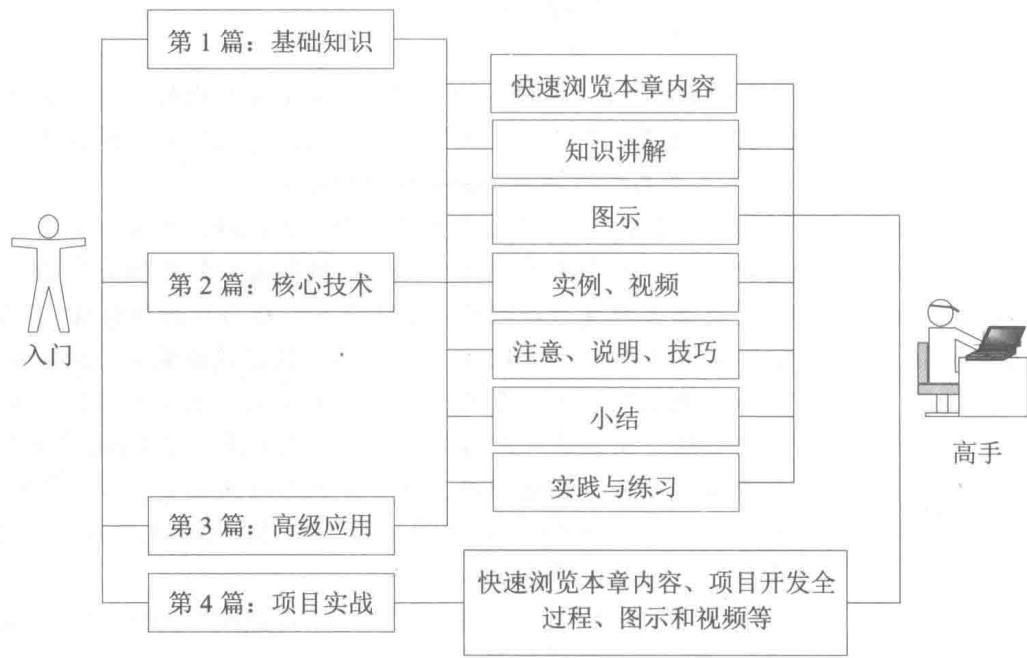 第 1 篇：基础知识
快速浏览本章内容
知识讲解
图示
第 2 篇：核心技术
实例、视频
入门
注意、说明、技巧
小结
高手
实践与练习
第 3 篇：高级应用
第 4 篇：项目实战
快速浏览本章内容、项目开发全
过程、图示和视频等